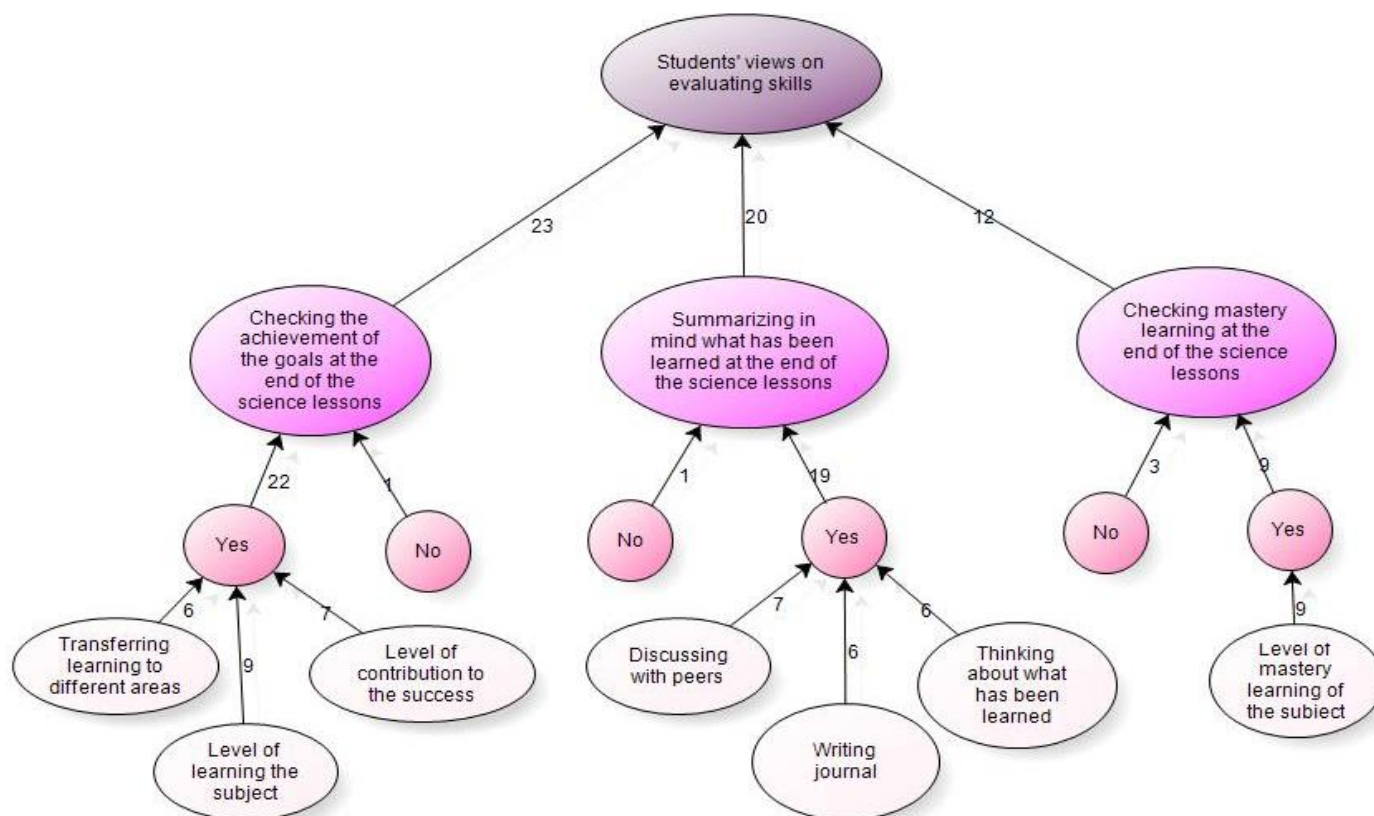 Students' views on
evaluating skills
23
20
12
Checking the
achievement of
the goals at the
end of the
science lessons
Summarizing in
mind what has been
learned at the end of
the science lessons
Checking mastery
learning at the
end of the science
lessons
22
1
1
19
3
9
Yes
No
No
Yes
No
Yes
6
9
7
7
6
6
9
Transferring
learning to
different areas
Level of
learning the
subject
Level of
contribution to
the success
Discussing
with peers
Writing
journal
Thinking
about what
has been
learned
Level of
mastery
learning of
the subject